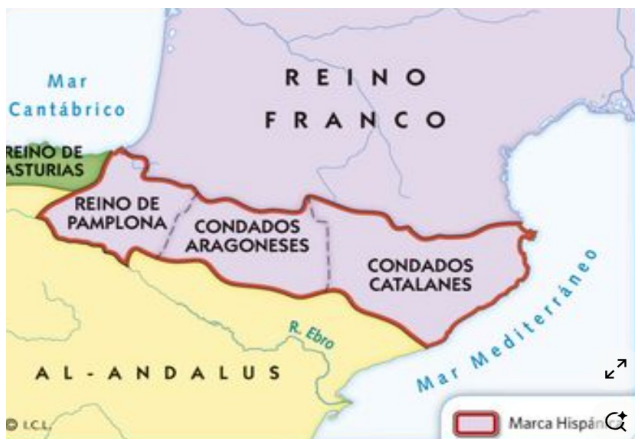 REINO
FRANCO
Mar
Cantábrico
REINO DE
ASTURIAS
REINO DE
PAMPLONA
CONDADOS
ARAGONESES
CONDADOS
CATALANES
R. Ebro
Mar Mediterráneo
AL-ANDALUS
© I.C.L.
Marca